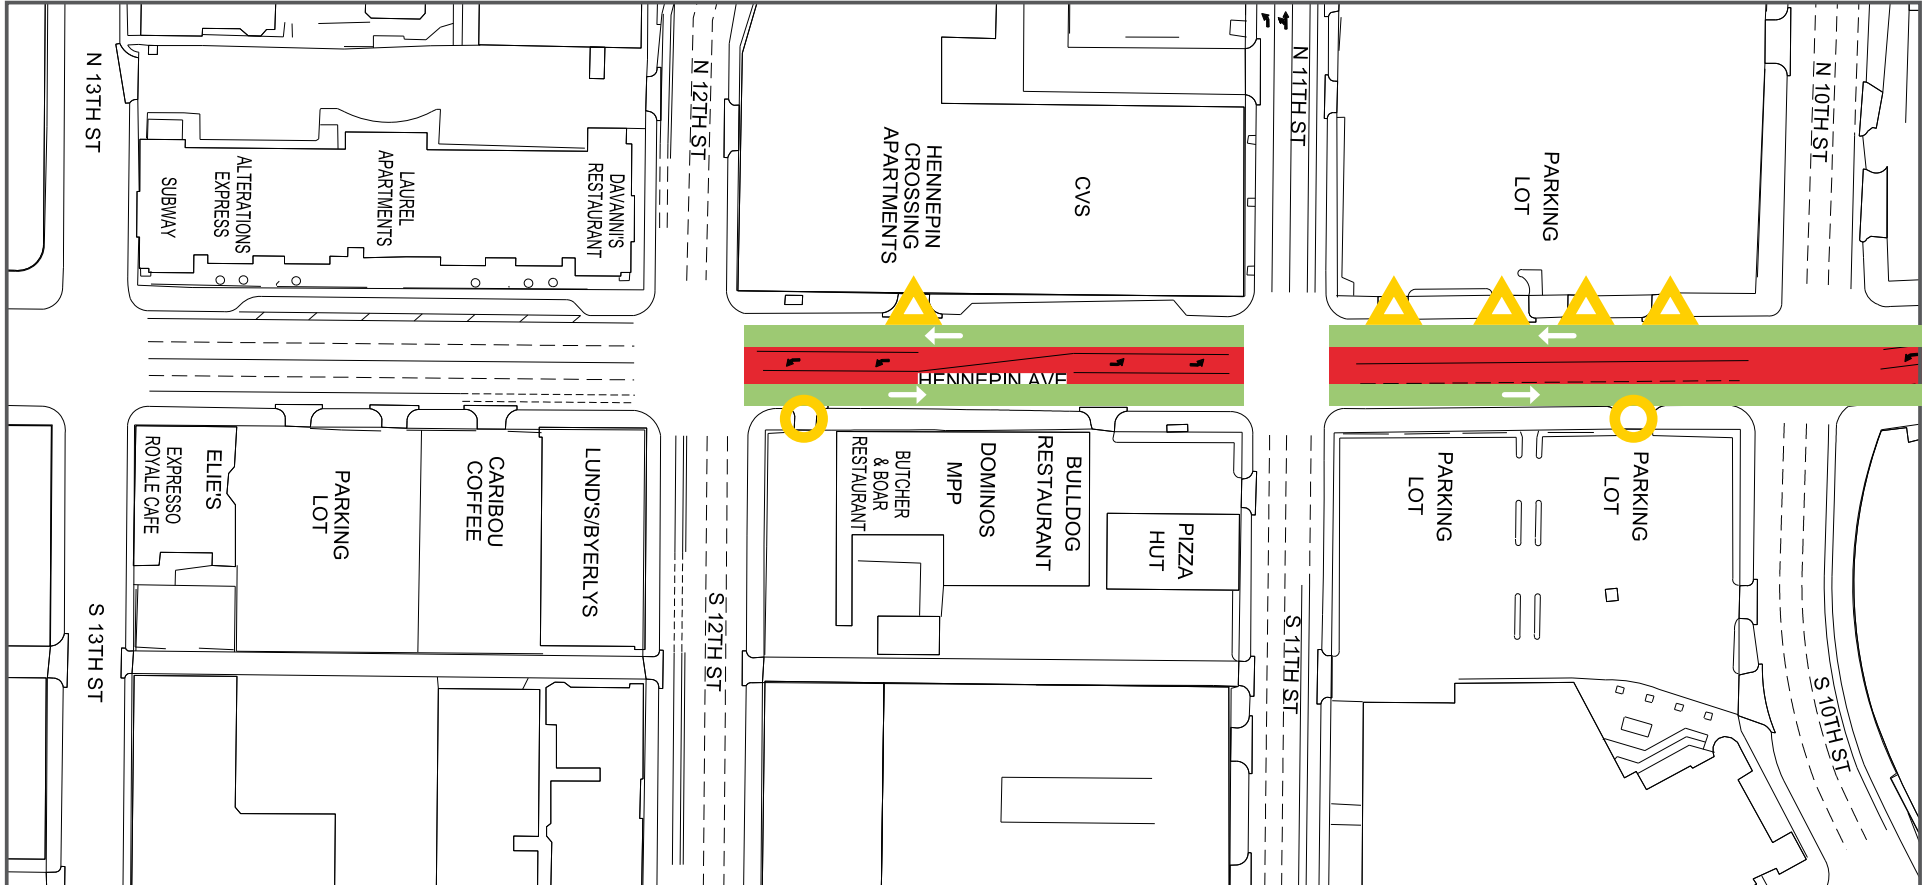 N 13TH ST
N 12TH ST
N 11TH ST
N 10TH ST
SUBWAY
ALTERATIONS
EXPRESS
LAUREL
APARTMENTS
DAVANNI'S
RESTAURANT
HENNEPIN
CROSSING
APARTMENTS
CVS
PARKING
LOT
HENNEPIN AVE
EXPRESSO
ROYALE CAFE
ELIE'S
PARKING
LOT
CARIBOU
COFFEE
LUND'S/BYERLYS
BUTCHER
& BOAR
RESTAURANT
MPP
DOMINOS
BULLDOG
RESTAURANT
PIZZA
HUT
PARKING
LOT
PARKING
LOT
S 13TH ST
S 12TH ST
S 11TH ST
S 10TH ST